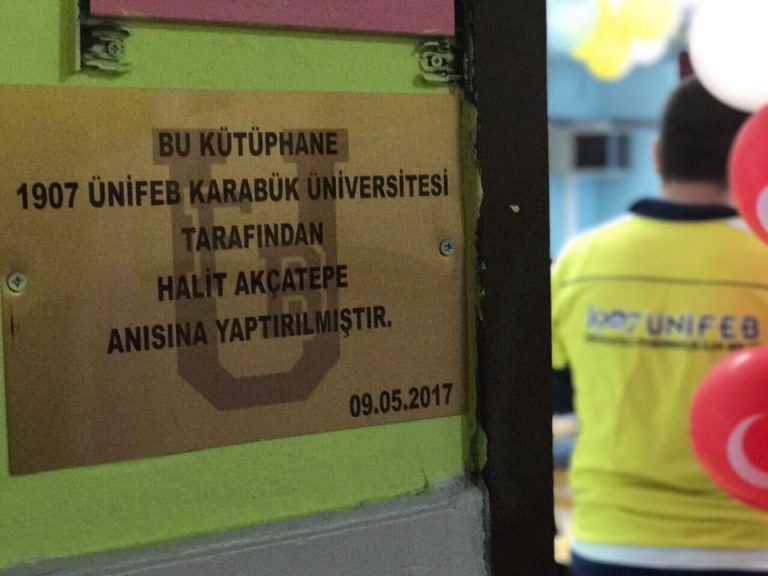 BU KÜTÜPHANE
1907 ÜNİFEB KARABÜK ÜNİVERSİTESİ
TARAFINDAN
HALİT AKÇATEPE
ANISINA YAPTIRILMIŞTIR.
09.05.2017
1907 UNIFEB